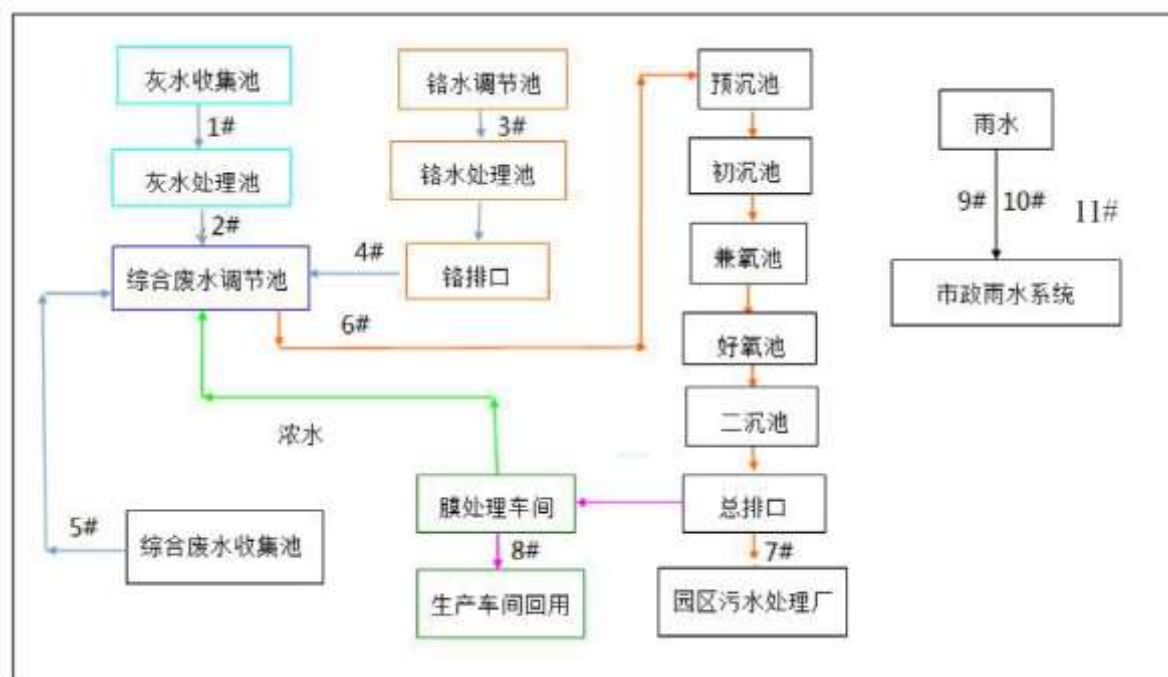 灰水收集池
1#
灰水处理池
2#
综合废水调节池
铬水调节池
3#
铬水处理池
4#
铬排口
6#
预沉池
初沉池
兼氧池
好氧池
二沉池
总排口
7#
园区污水处理厂
浓水
膜处理车间
8#
生产车间回用
5#
综合废水收集池
雨水
9#
10#
11#
市政雨水系统